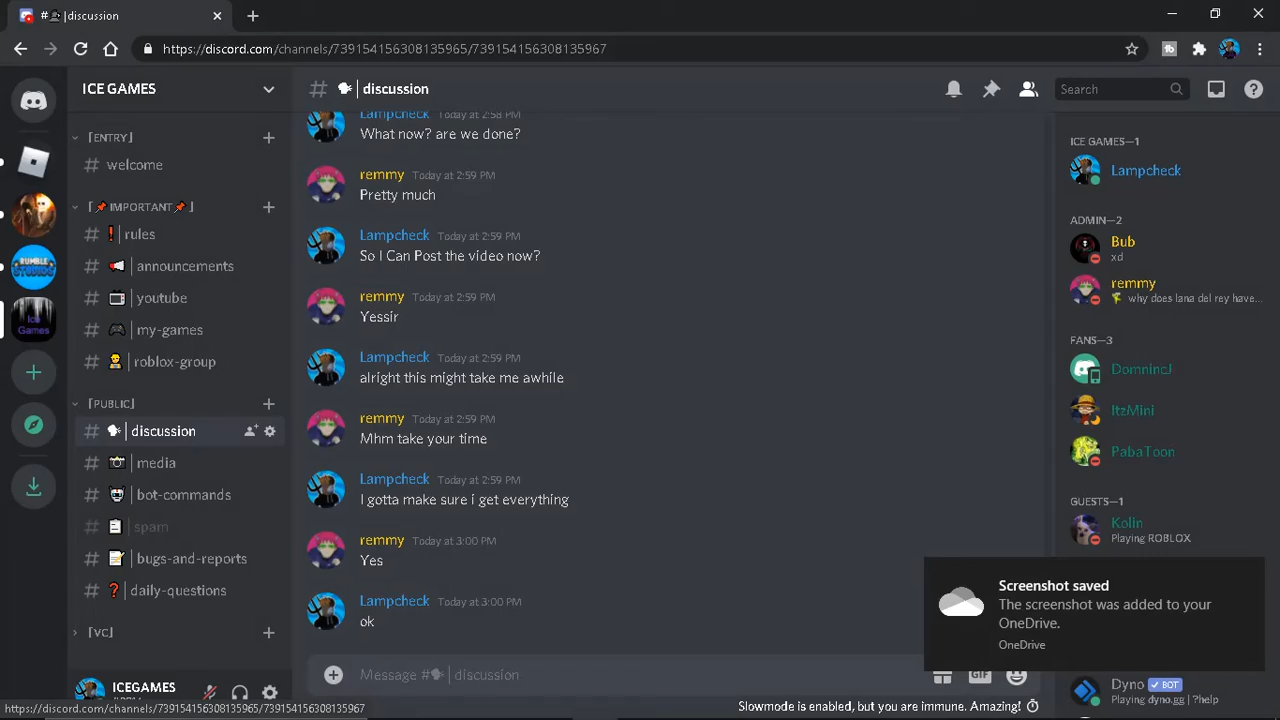 # |discussion
https://discord.com/channels/739154156308135965/739154156308135967
ICE GAMES
[ENTRY]
# welcome
[ IMPORTANT ]
# | rules
# | announcements
# | youtube
# | my-games
# | roblox-group
[PUBLIC]
# | discussion
# | media
# | bot-commands
# | spam
# | bugs-and-reports
# | daily-questions
[VC]
ICEGAMES
Ice Games
RUMBLE STUDIOS
# | discussion
Search
Lampcheck Today at 2:58 PM
What now? are we done?
remmy Today at 2:59 PM
Pretty much
Lampcheck Today at 2:59 PM
So I Can Post the video now?
remmy Today at 2:59 PM
Yessir
Lampcheck Today at 2:59 PM
alright this might take me awhile
remmy Today at 2:59 PM
Mhm take your time
Lampcheck Today at 2:59 PM
I gotta make sure i get everything
remmy Today at 3:00 PM
Yes
Lampcheck Today at 3:00 PM
ok
Message # | discussion
GIF
Slowmode is enabled, but you are immune. Amazing!
ICE GAMES—1
Lampcheck
ADMIN—2
Bub
xd
remmy
why does lana del rey have...
FANS—3
DomnincJ
ItzMini
PabaToon
GUESTS—1
Kolin
Playing ROBLOX
Screenshot saved
The screenshot was added to your
OneDrive.
OneDrive
Dyno ✓ BOT
Playing dyno.gg | ?help
https://discord.com/channels/739154156308135965/739154156308135967